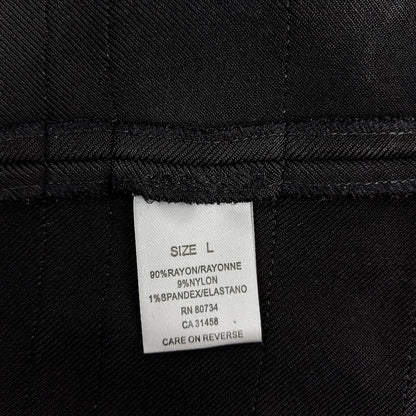 SIZE L
90%RAYON/RAYONNE
9%NYLON
1%SPANDEX/ELASTANO
RN 80734
CA 31458
CARE ON REVERSE